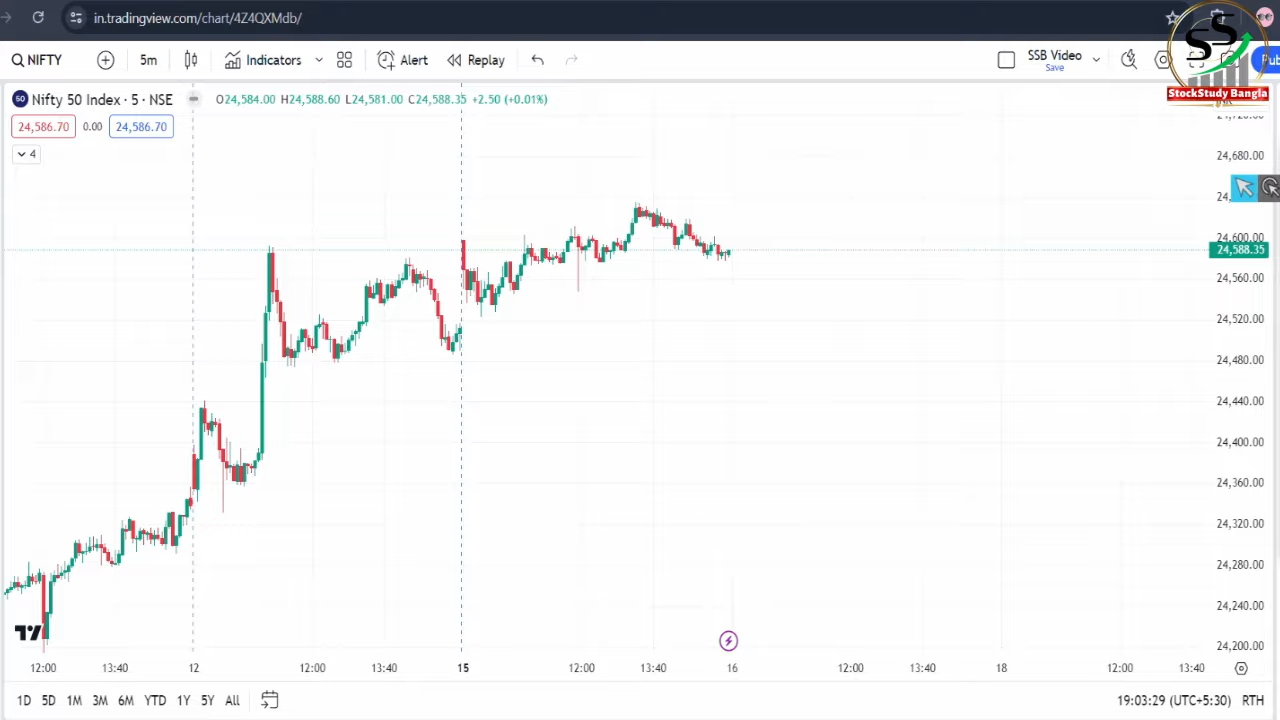 in.tradingview.com/chart/4Z4QXMdb/
NIFTY
5m
Indicators
Alert
Replay
SSB Video
Save
Pub
SS
StockStudy Bangla
50 Nifty 50 Index · 5 · NSE
O24,584.00 H24,588.60 L24,581.00 C24,588.35 +2.50 (+0.01%)
24,586.70 0.00 24,586.70
4
24,680.00
24,600.00
24,588.35
24,560.00
24,520.00
24,480.00
24,440.00
24,400.00
24,360.00
24,320.00
24,280.00
24,240.00
24,200.00
12:00 13:40 12 12:00 13:40 15 12:00 13:40 16 12:00 13:40 18 12:00 13:40
1D 5D 1M 3M 6M YTD 1Y 5Y All
19:03:29 (UTC+5:30) RTH